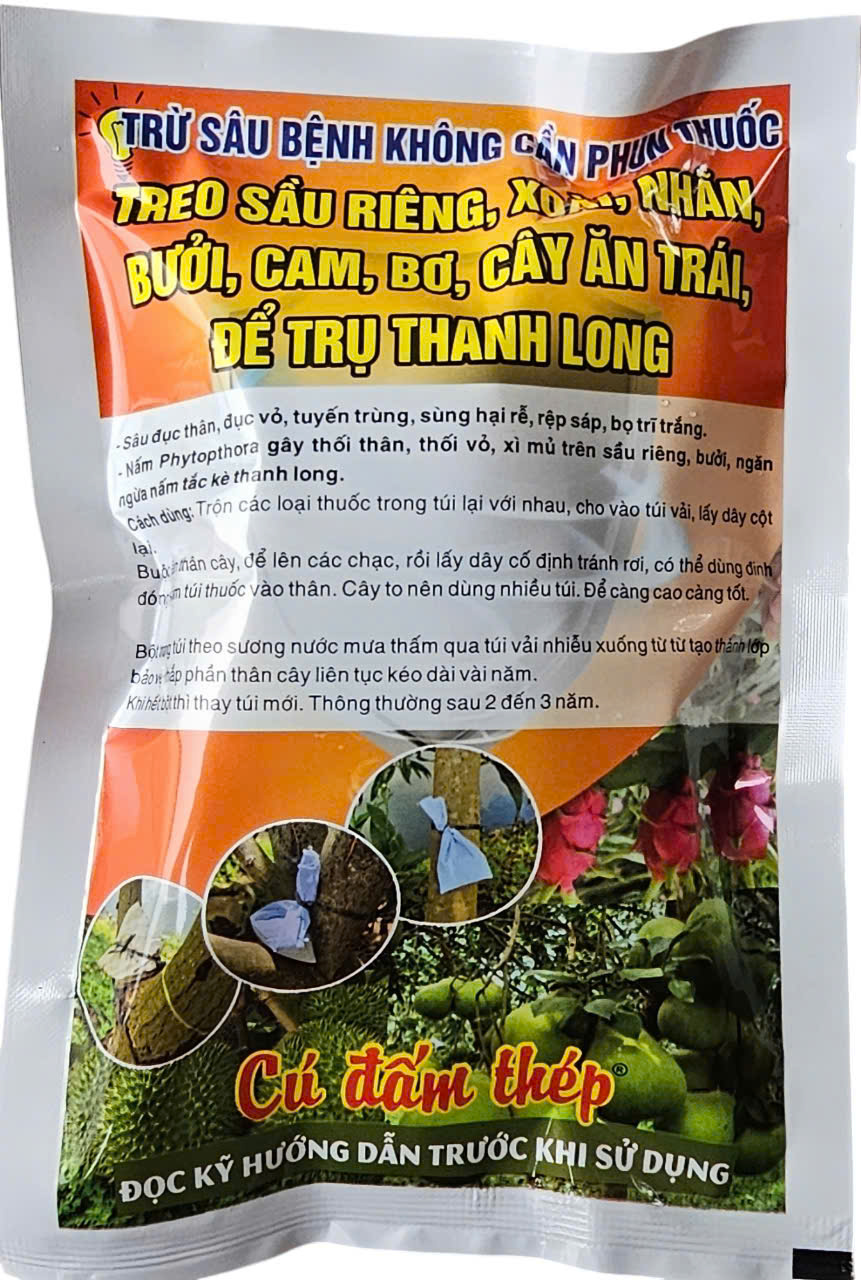 TRỪ SÂU BỆNH KHÔNG CẦN PHUN THUỐC
TREO SẦU RIÊNG, XOÀI, NHÃN,
BƯỞI, CAM, BƠ, CÂY ĂN TRÁI,
ĐỂ TRỤ THANH LONG
- Sâu đục thân, đục vỏ, tuyến trùng, sùng hại rễ, rệp sáp, bọ trĩ trắng.
- Nấm Phytopthora gây thối thân, thối vỏ, xì mủ trên sầu riêng, bưởi, ngăn
ngừa nấm tắc kè thanh long.
Cách dùng: Trộn các loại thuốc trong túi lại với nhau, cho vào túi vải, lấy dây cột
lại.
thân cây, để lên các chạc, rồi lấy dây cố định tránh rơi, có thể dùng đinh
túi thuốc vào thân. Cây to nên dùng nhiều túi. Để càng cao càng tốt.
Bột trong túi theo sương nước mưa thấm qua túi vải nhiễu xuống từ từ tạo thành lớp
bảo vệ khắp phần thân cây liên tục kéo dài vài năm.
Khi hết bột thì thay túi mới. Thông thường sau 2 đến 3 năm.
Cú đấm thép®
ĐỌC KỸ HƯỚNG DẪN TRƯỚC KHI SỬ DỤNG